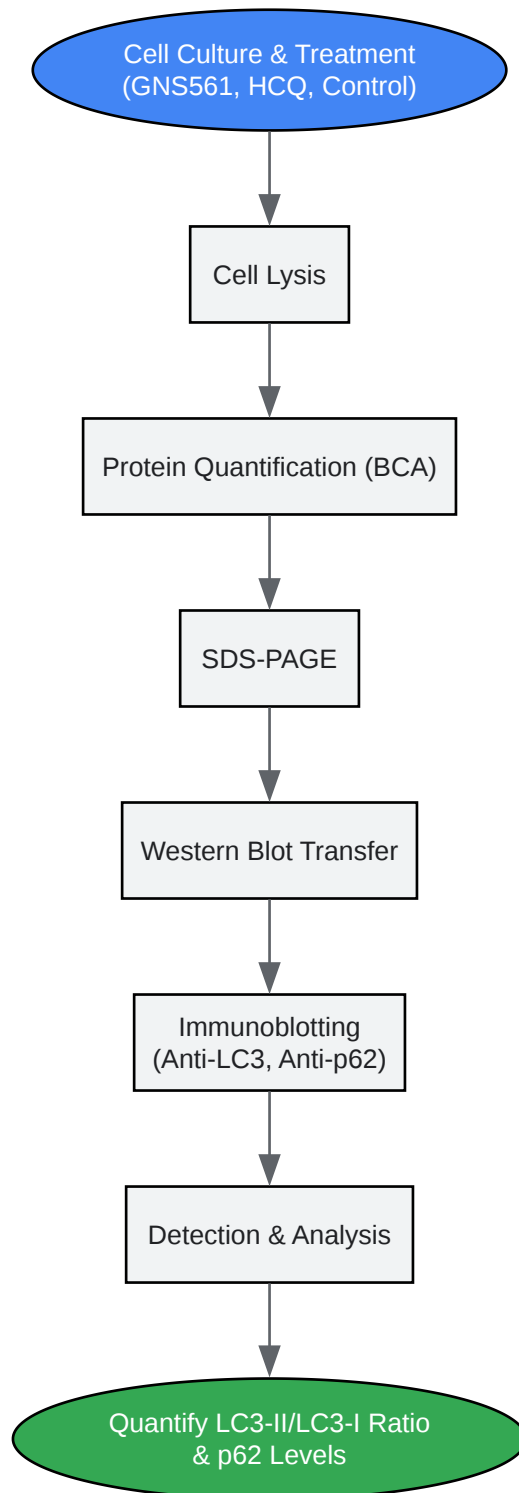 Cell Culture & Treatment
(GNS561, HCQ, Control)
Cell Lysis
Protein Quantification (BCA)
SDS-PAGE
Western Blot Transfer
Immunoblotting
(Anti-LC3, Anti-p62)
Detection & Analysis
Quantify LC3-II/LC3-I Ratio
& p62 Levels